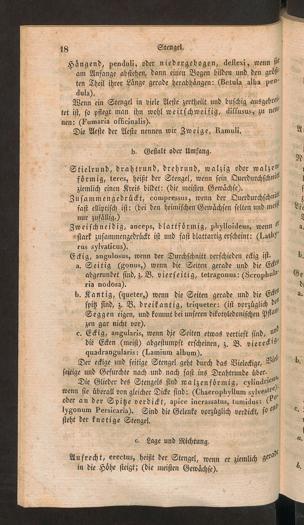 18 Stengel.
Hängend, penduli, oder niedergebogen, deflexi, wenn sie
am Anfange abstehen, dann einen Bogen bilden und den größ-
ten Theil ihrer Länge gerade herabhängen: (Betula alba pen-
dula).
Wenn ein Stengel in viele Aeste zertheilt und buschig ausgebrei-
tet ist, so pflegt man ihn wohl weitschweifig, diffusus, zu nen-
nen: (Fumaria officinalis).
Die Aeste der Aeste nennen wir Zweige, Ramuli.
b. Gestalt oder Umfang.
Stielrund, drahtrund, drehrund, walzig oder walzen-
förmig, teres, heißt der Stengel, wenn sein Querdurchschnitt
ziemlich einen Kreis bildet: (die meisten Gewächse).
Zusammengedrückt, compressus, wenn der Querdurchschnitt
fast elliptisch ist: (bei den heimischen Gewächsen selten und meist
nur zufällig.)
Zweischneidig, anceps, blattförmig, phylloideus, wenn er
stark zusammengedrückt ist und fast blattartig erscheint: (Lathy-
rus sylvaticus).
Eckig, angulosus, wenn der Durchschnitt verschieden eckig ist.
a. Seitig (gonus,) wenn die Seiten gerade und die Ecken
abgerundet sind, z. B. vierseitig, tetragonus: (Scrophula-
ria nodosa).
b. Kantig, (queter,) wenn die Seiten gerade und die Ecken
spitz sind, z. B. dreikantig, triqueter: (ist vorzüglich den
Seggen eigen, und kommt bei unseren dikotyledonischen Pflan-
zen gar nicht vor).
c. Eckig, angularis, wenn die Seiten etwas vertieft sind, und
die Ecken (meist) abgestumpft erscheinen, z. B. viereckig,
quadrangularis: (Lamium album).
Der eckige und seitige Stengel geht durch das Vieleckige, Viel-
seitige und Gefurchte nach und nach fast ins Drahtrunde über.
Die Glieder des Stengels sind walzenförmig, cylindricus,
wenn sie überall von gleicher Dicke sind: (Chaerophyllum sylvestre),
oder an der Spitze verdickt, apice incrassatus, tumidus: (Po-
lygonum Persicaria). Sind die Gelenke vorzüglich verdickt, so ent-
steht der knotige Stengel.
c. Lage und Richtung.
Aufrecht, erectus, heißt der Stengel, wenn er ziemlich gerade
in die Höhe steigt; (die meisten Gewächse).